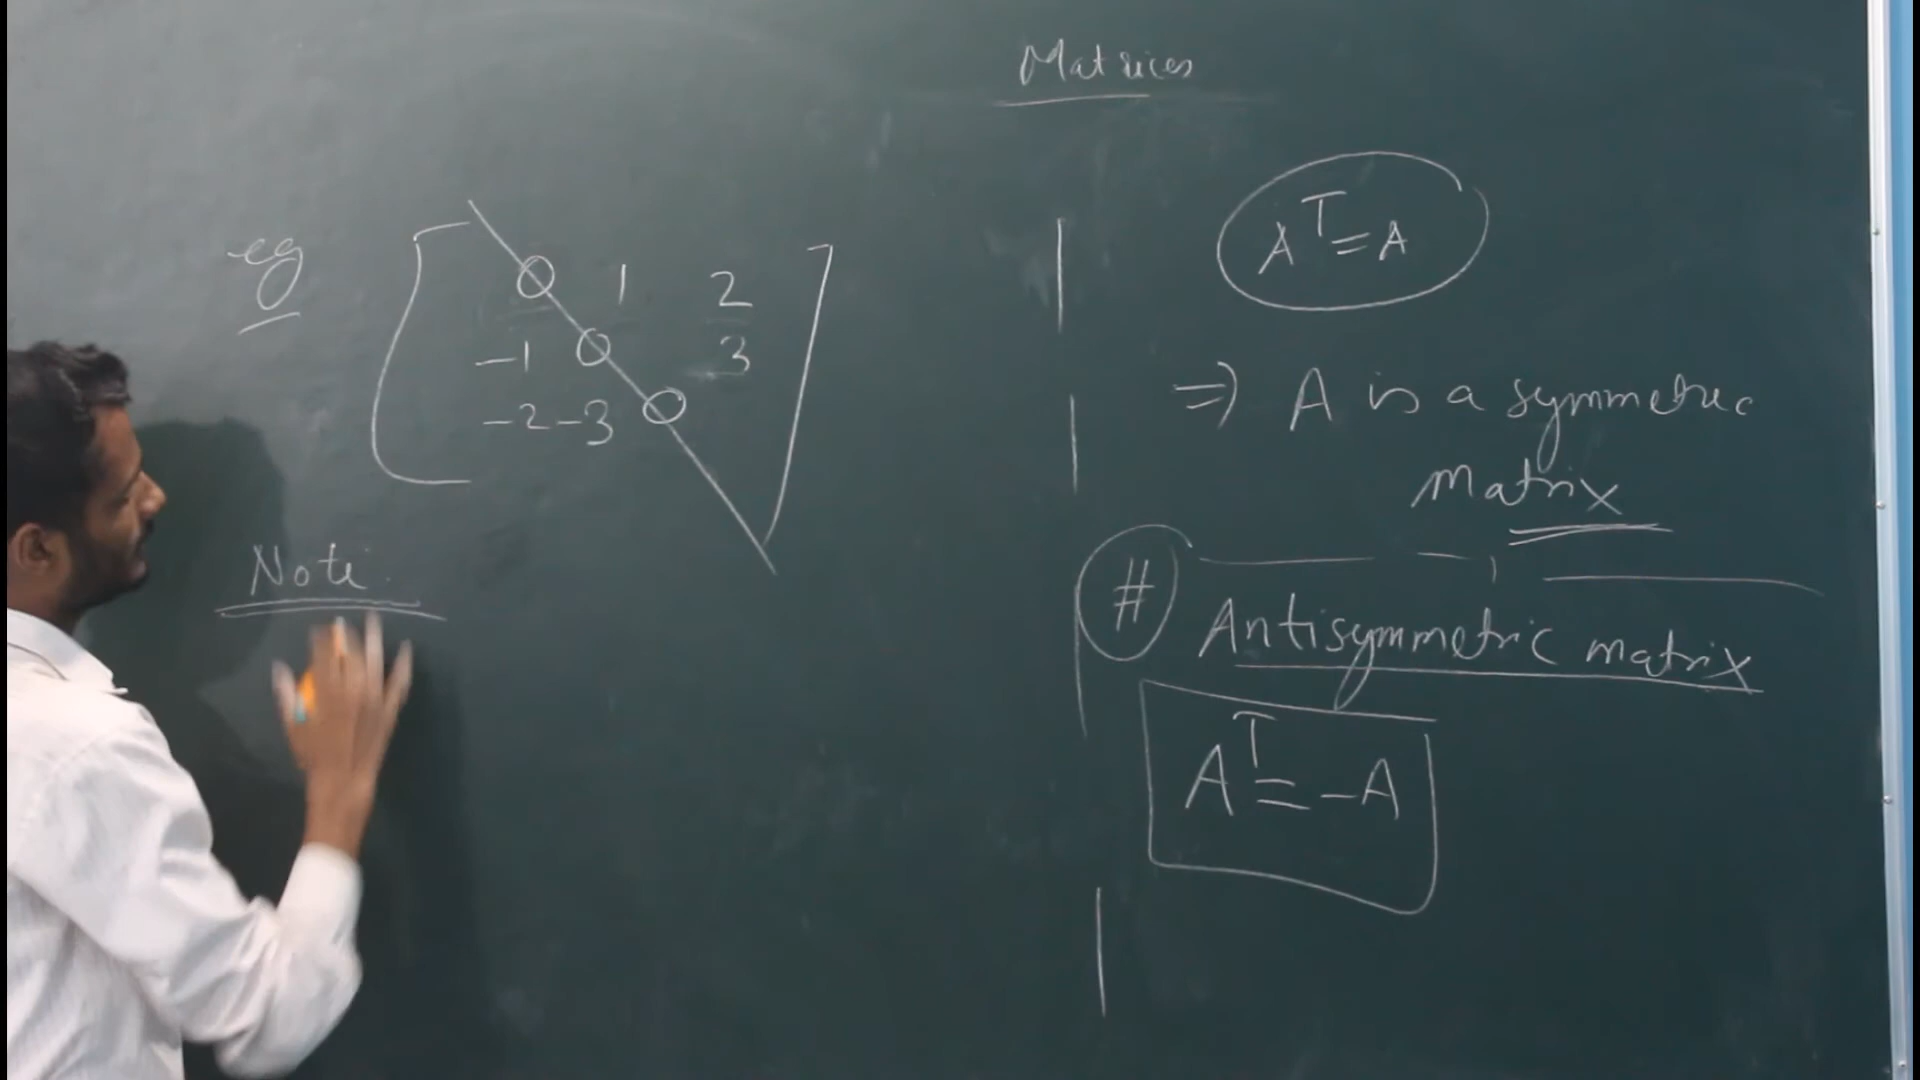 Matrices
eg
0 1 2
-1 0 3
-2 -3 0
Note
A^T = A
⇒ A is a symmetric
matrix
# Antisymmetric matrix
A^T = -A